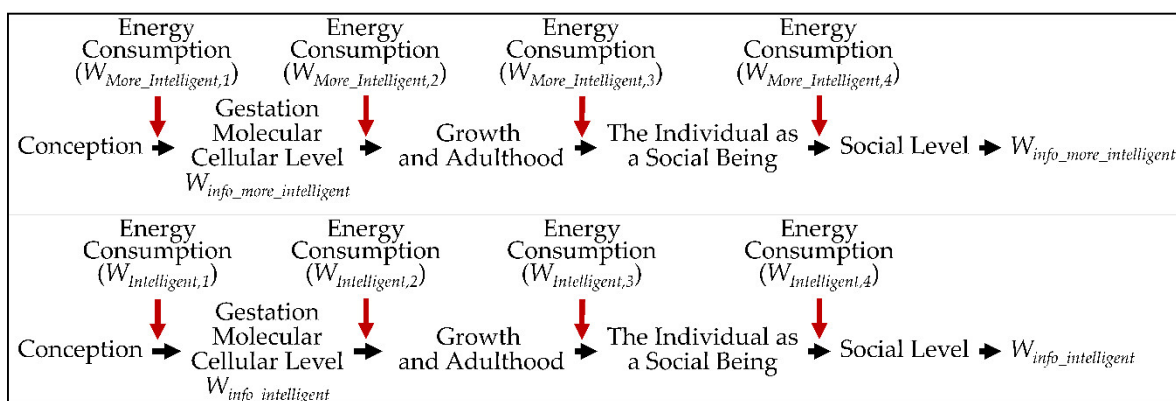 Energy Consumption (W_More_Intelligent,1)
Energy Consumption (W_More_Intelligent,2)
Energy Consumption (W_More_Intelligent,3)
Energy Consumption (W_More_Intelligent,4)
Conception
Gestation
Molecular
Cellular Level
W_info_more_intelligent
Growth
and Adulthood
The Individual as
a Social Being
Social Level
W_info_more_intelligent
Energy Consumption (W_Intelligent,1)
Energy Consumption (W_Intelligent,2)
Energy Consumption (W_Intelligent,3)
Energy Consumption (W_Intelligent,4)
Conception
Gestation
Molecular
Cellular Level
W_info_intelligent
Growth
and Adulthood
The Individual as
a Social Being
Social Level
W_info_intelligent